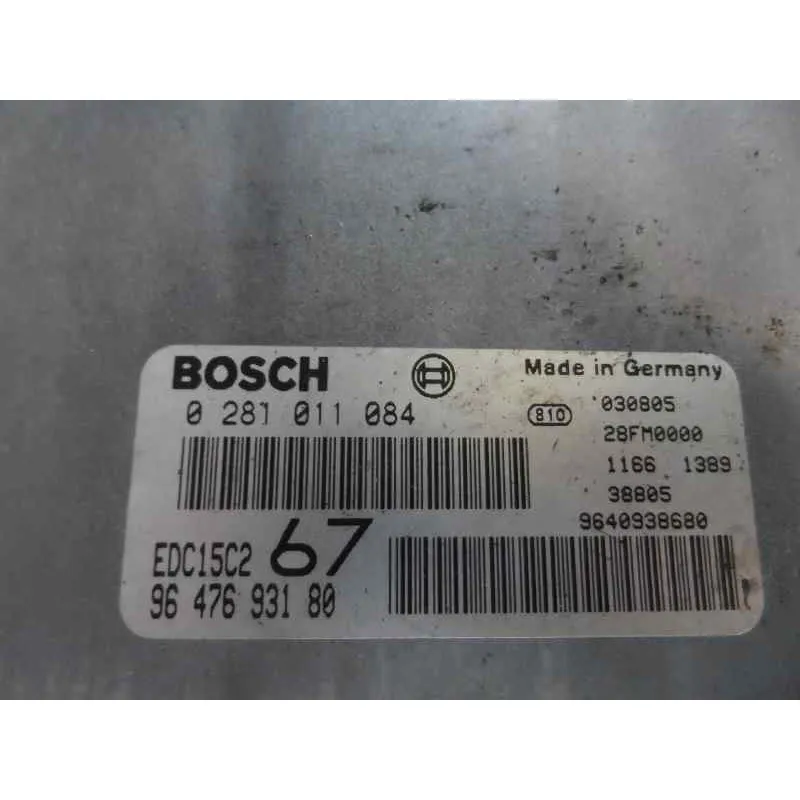 BOSCH
Made in Germany
0 281 011 084
810
030805
28FM0000
1166 1389
38805
9640938680
EDC15C2
67
96 476 931 80